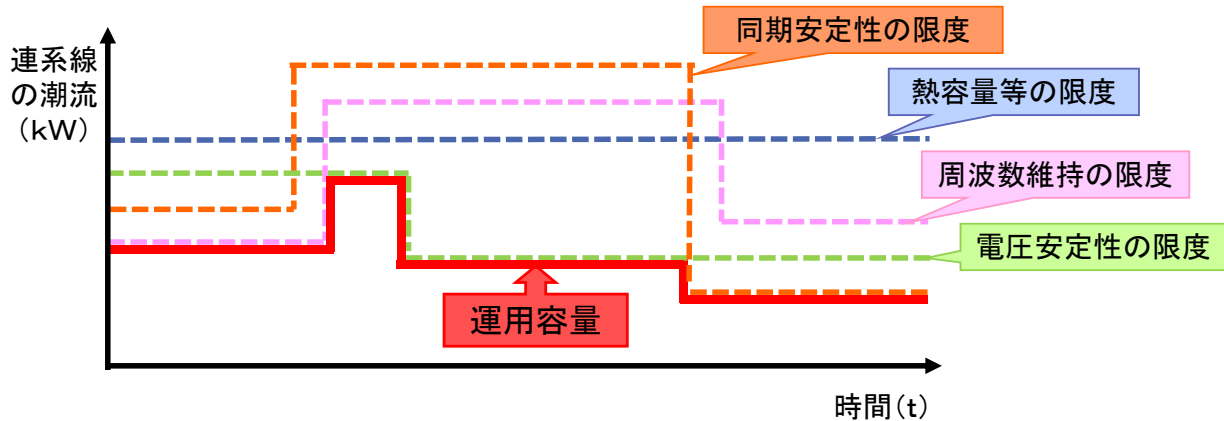 連系線
の潮流
(kW)
同期安定性の限度
熱容量等の限度
周波数維持の限度
電圧安定性の限度
運用容量
時間(t)